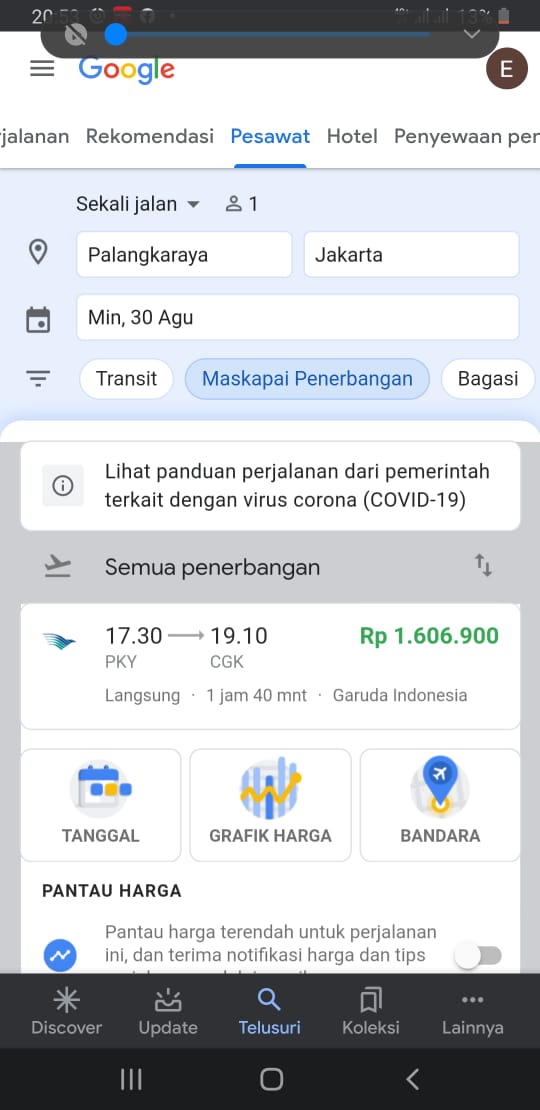 20:53
13%
Google
E
rjalanan Rekomendasi Pesawat Hotel Penyewaan per
Sekali jalan 1
Palangkaraya Jakarta
Min, 30 Agu
Transit Maskapai Penerbangan Bagasi
Lihat panduan perjalanan dari pemerintah
terkait dengan virus corona (COVID-19)
Semua penerbangan
17.30 19.10 Rp 1.606.900
PKY CGK
Langsung · 1 jam 40 mnt · Garuda Indonesia
TANGGAL GRAFIK HARGA BANDARA
PANTAU HARGA
Pantau harga terendah untuk perjalanan
ini, dan terima notifikasi harga dan tips
Discover Update Telusuri Koleksi Lainnya